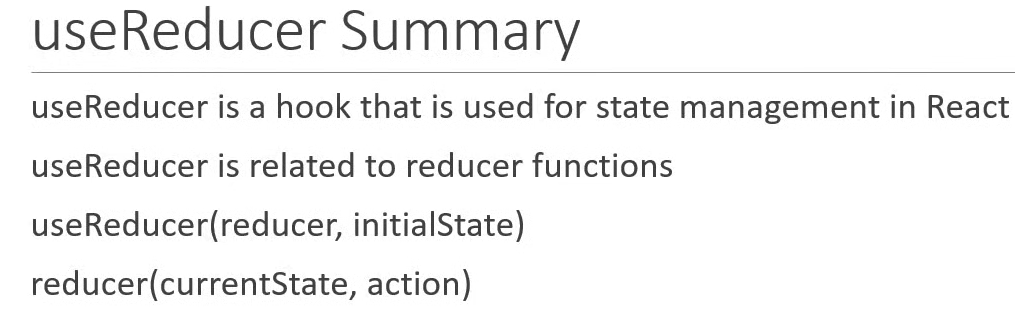 useReducer Summary
useReducer is a hook that is used for state management in React
useReducer is related to reducer functions
useReducer(reducer, initialState)
reducer(currentState, action)